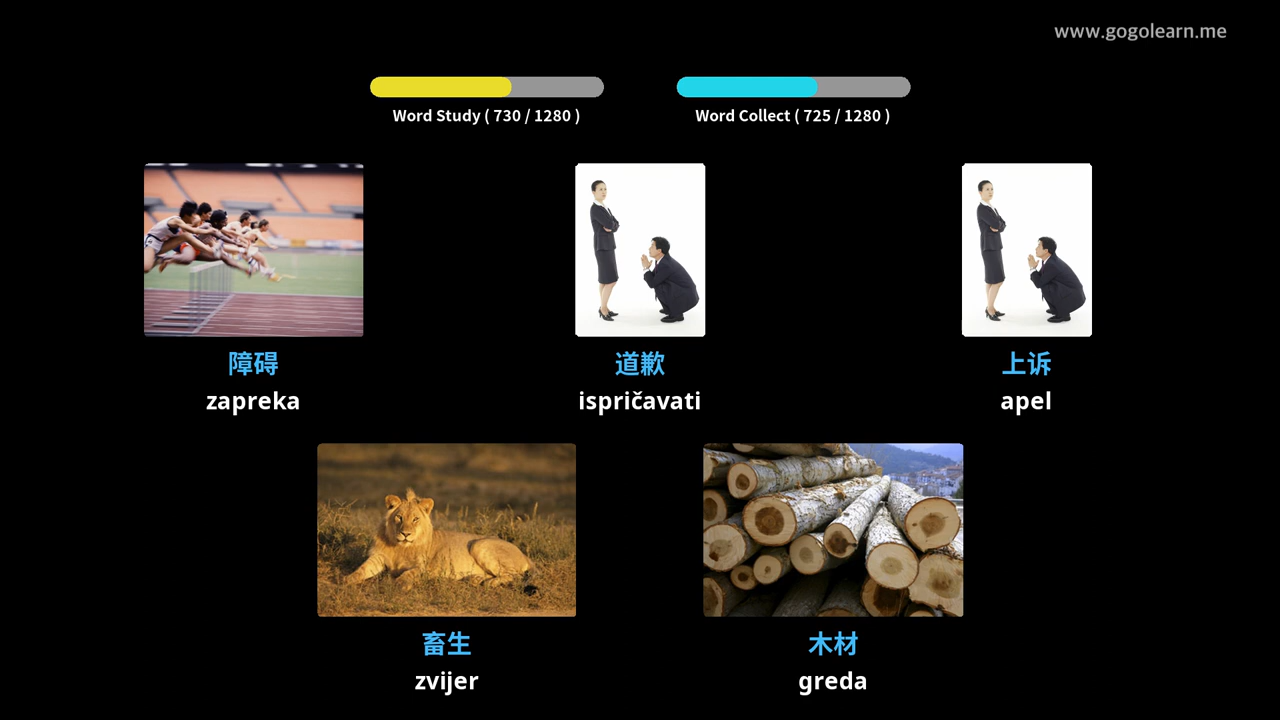 www.gogolearn.me
Word Study ( 730 / 1280 )
Word Collect ( 725 / 1280 )
障碍
道歉
上诉
zapreka
ispričavati
apel
畜生
木材
zvijer
greda